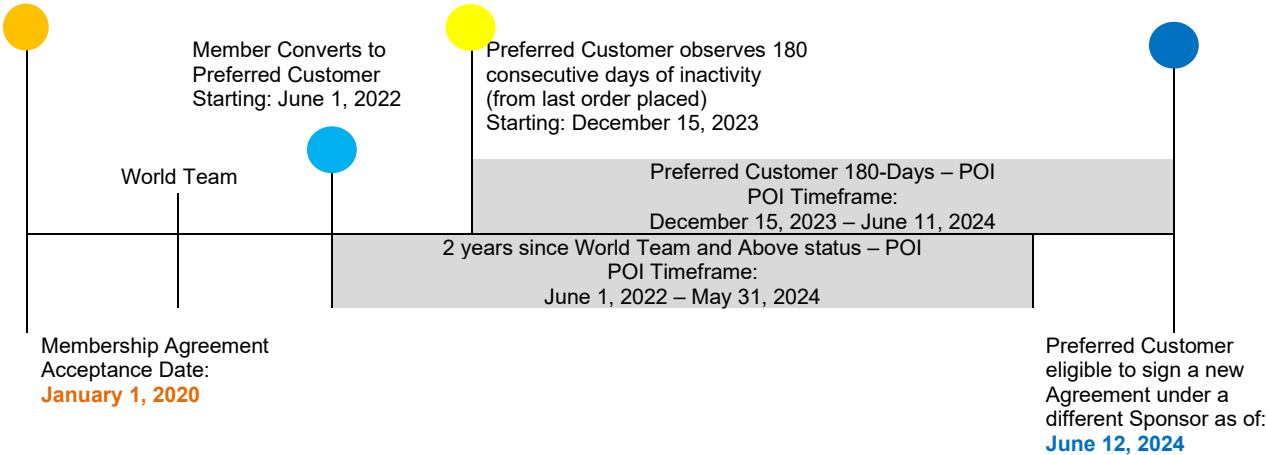 Member Converts to
Preferred Customer
Starting: June 1, 2022
Preferred Customer observes 180
consecutive days of inactivity
(from last order placed)
Starting: December 15, 2023
World Team
Preferred Customer 180-Days – POI
POI Timeframe:
December 15, 2023 – June 11, 2024
2 years since World Team and Above status – POI
POI Timeframe:
June 1, 2022 – May 31, 2024
Membership Agreement
Acceptance Date:
January 1, 2020
Preferred Customer
eligible to sign a new
Agreement under a
different Sponsor as of:
June 12, 2024